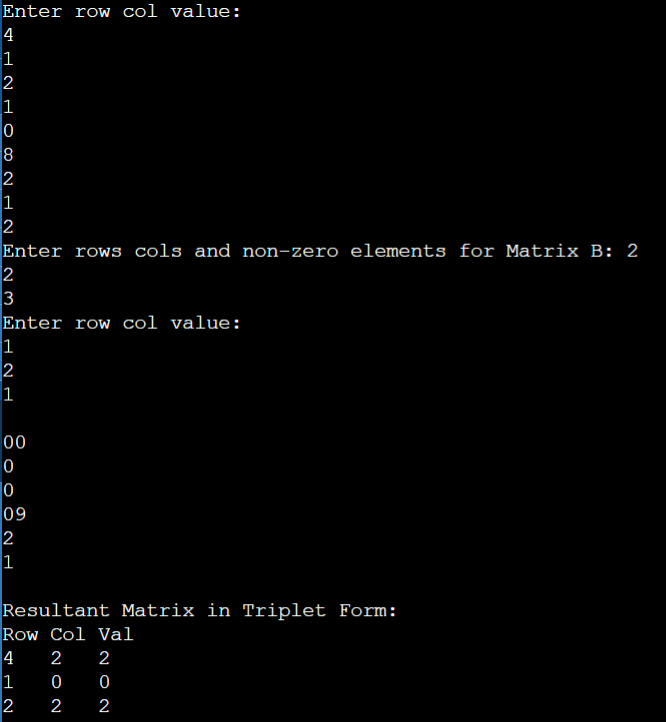 Enter row col value:
4
1
2
1
0
8
2
1
2
Enter rows cols and non-zero elements for Matrix B: 2
2
3
Enter row col value:
1
2
1
00
0
0
09
2
1
Resultant Matrix in Triplet Form:
Row Col Val
4 2 2
1 0 0
2 2 2